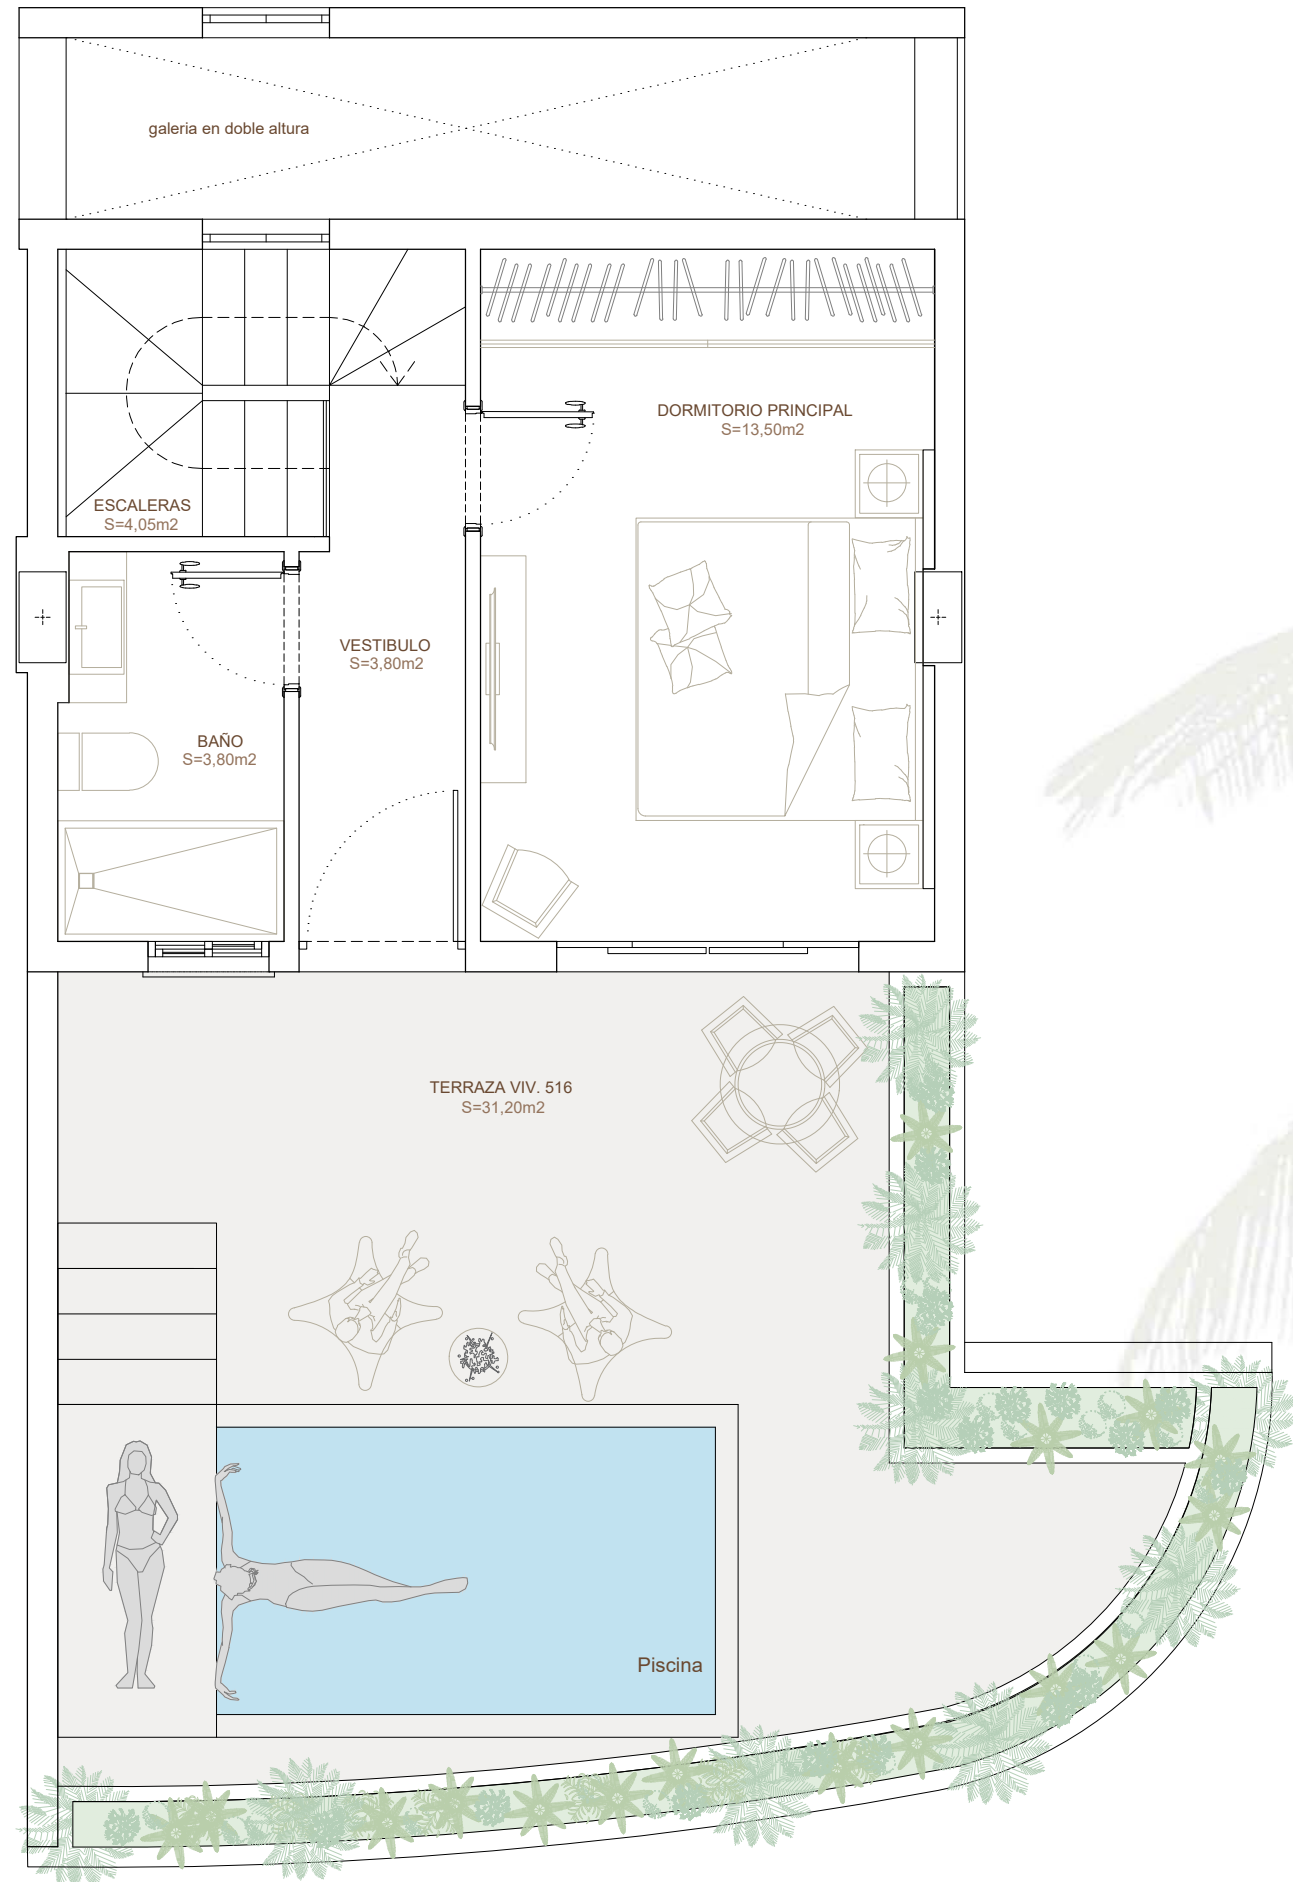 galeria en doble altura
DORMITORIO PRINCIPAL
S=13,50m2
ESCALERAS
S=4,05m2
VESTIBULO
S=3,80m2
BAÑO
S=3,80m2
TERRAZA VIV. 516
S=31,20m2
Piscina